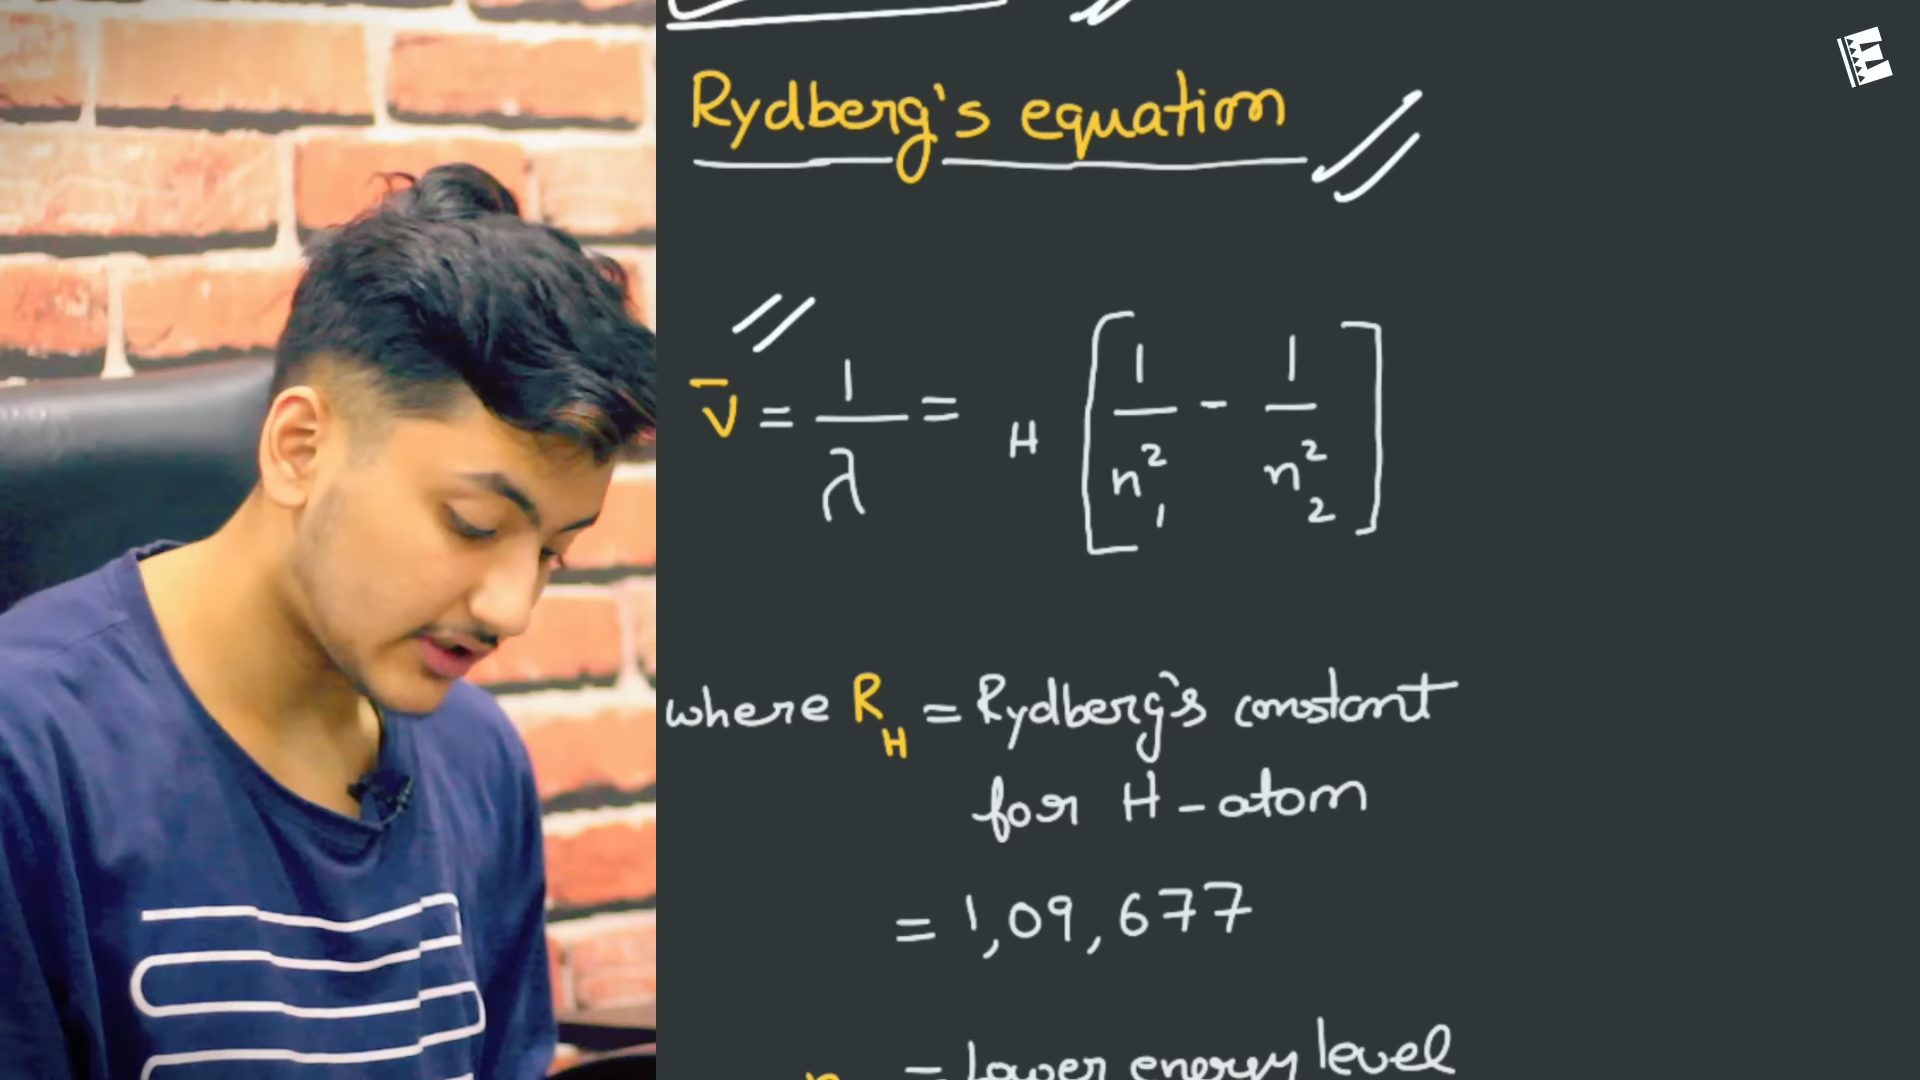 Rydberg's equation
ν̅ = 1/λ = H [1/n₁² - 1/n₂²]
where R_H = Rydberg's constant
for H-atom
= 1,09,677
= Lower energy level